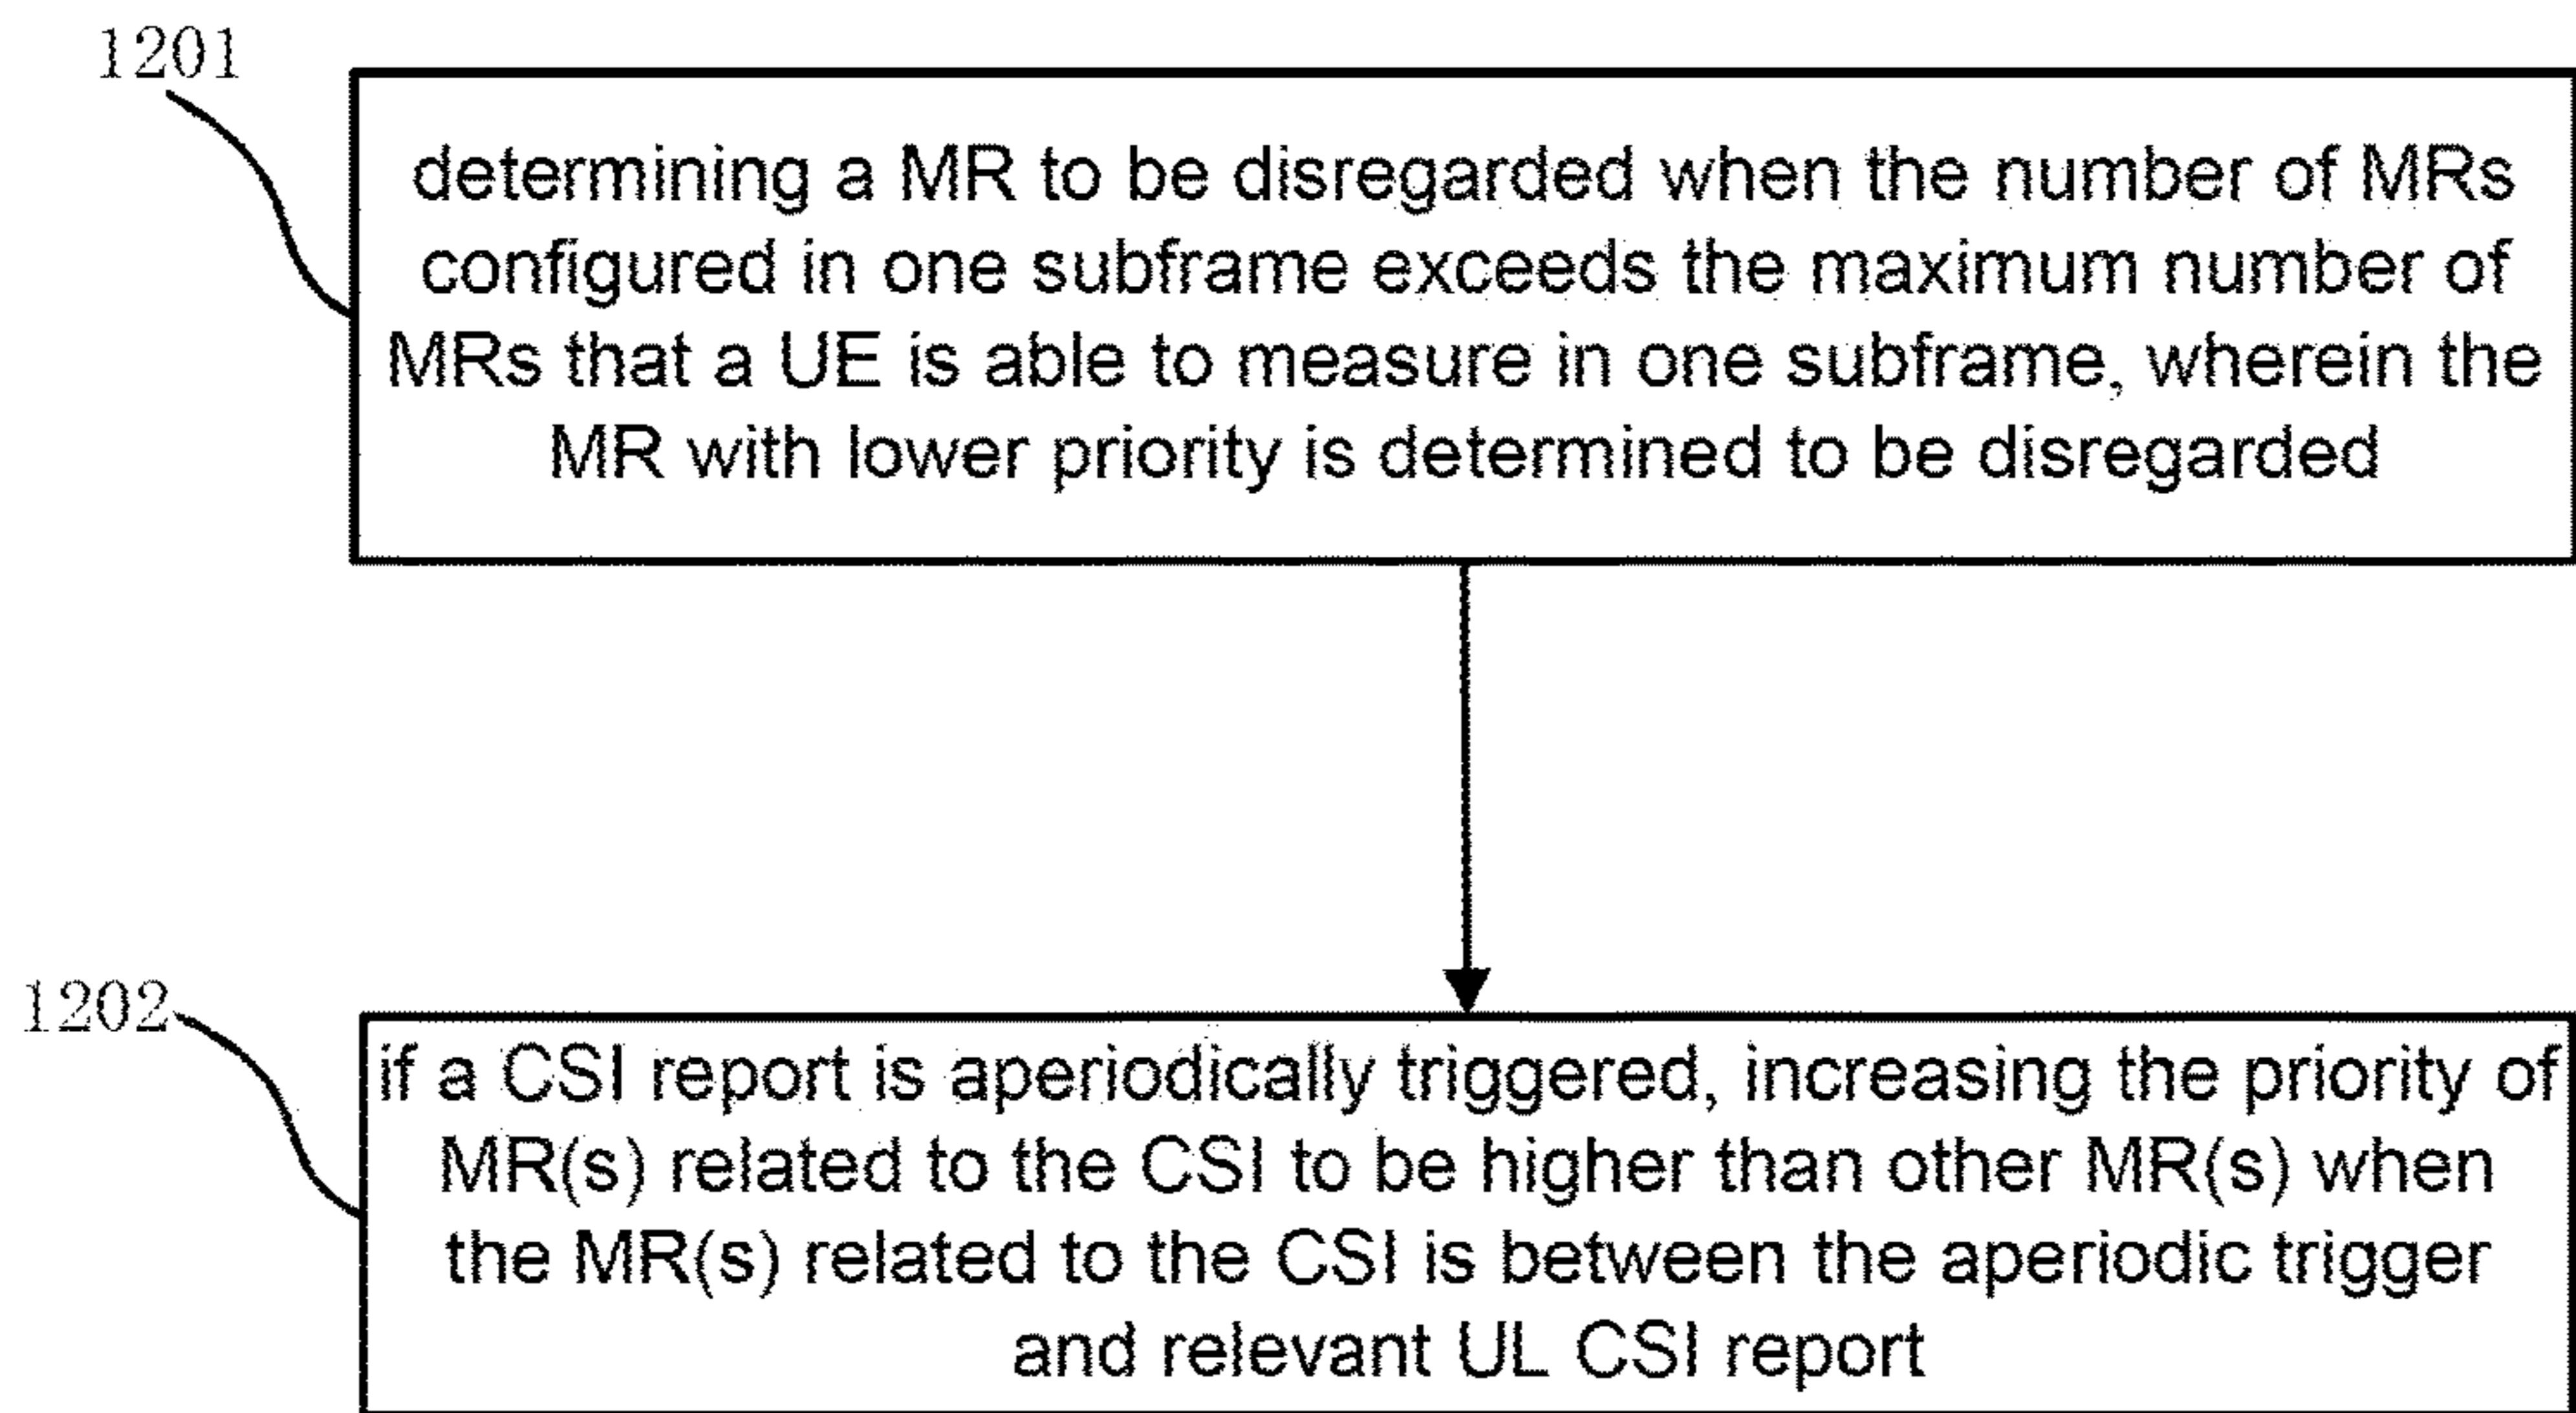 1201
determining a MR to be disregarded when the number of MRs
configured in one subframe exceeds the maximum number of
MRs that a UE is able to measure in one subframe, wherein the
MR with lower priority is determined to be disregarded
1202
if a CSI report is aperiodically triggered, increasing the priority of
MR(s) related to the CSI to be higher than other MR(s) when
the MR(s) related to the CSI is between the aperiodic trigger
and relevant UL CSI report